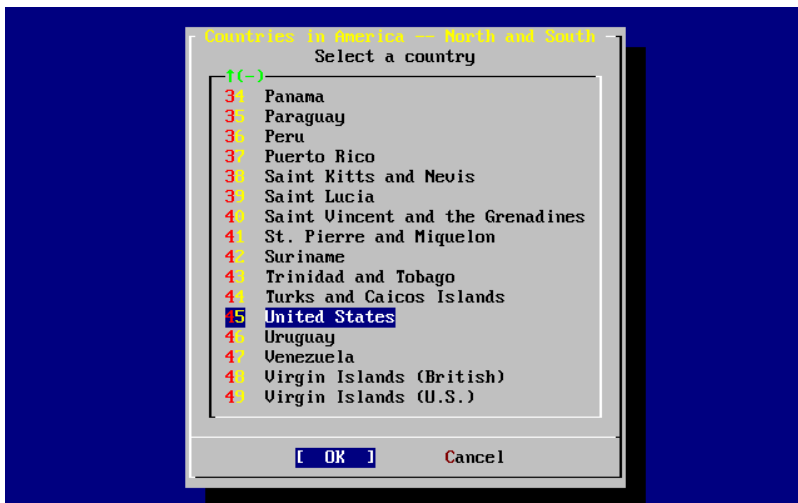 Countries in America -- North and South
Select a country
↑(-)
34 Panama
35 Paraguay
36 Peru
37 Puerto Rico
38 Saint Kitts and Nevis
39 Saint Lucia
40 Saint Vincent and the Grenadines
41 St. Pierre and Miquelon
42 Suriname
43 Trinidad and Tobago
44 Turks and Caicos Islands
45 United States
46 Uruguay
47 Venezuela
48 Virgin Islands (British)
49 Virgin Islands (U.S.)
[ OK ] Cancel